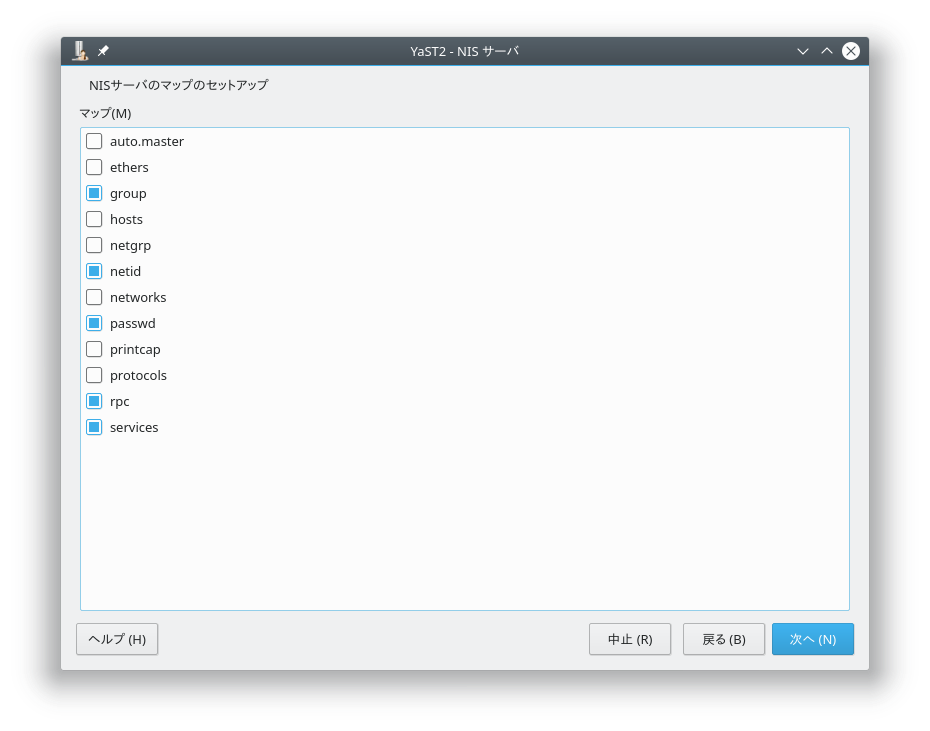 YaST2 - NIS サーバ
NISサーバのマップのセットアップ
マップ(M)
auto.master
ethers
group
hosts
netgrp
netid
networks
passwd
printcap
protocols
rpc
services
ヘルプ (H)
中止 (R)
戻る (B)
次へ (N)